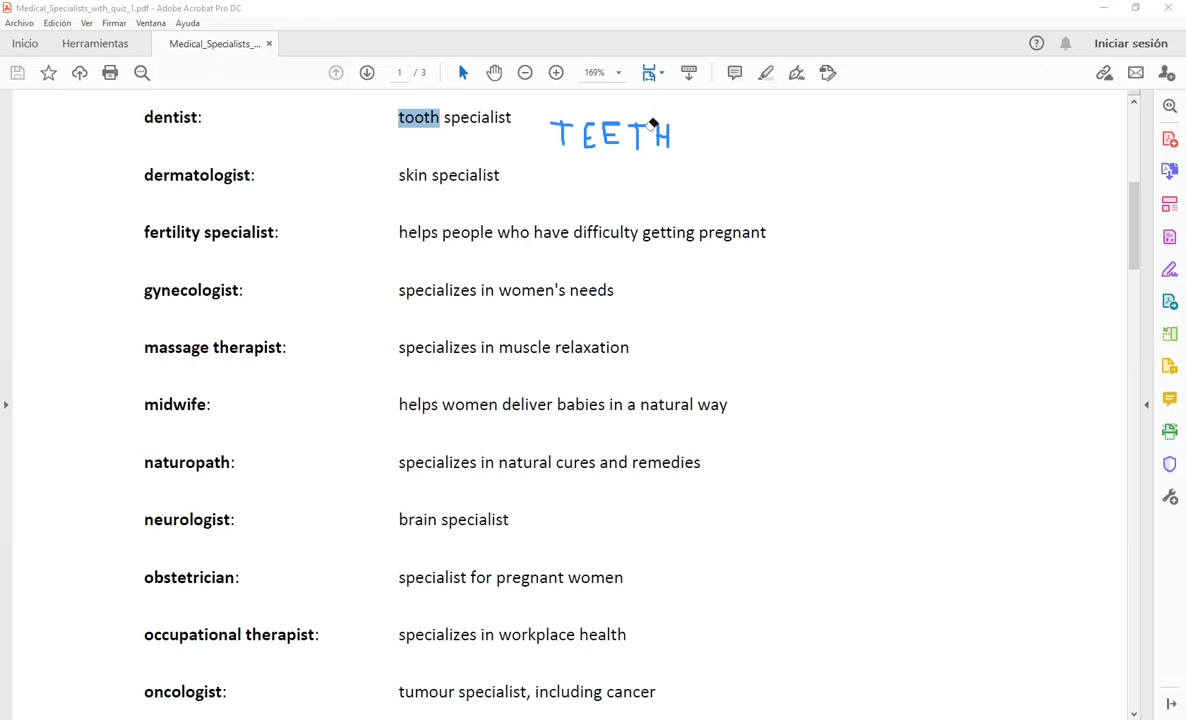 Medical_Specialists_with_quiz_1.pdf - Adobe Acrobat Pro DC
Archivo Edición Ver Firmar Ventana Ayuda
Inicio Herramientas Medical_Specialists_... × Iniciar sesión
1 / 3 169%
dentist: tooth specialist
TEETH
dermatologist: skin specialist
fertility specialist: helps people who have difficulty getting pregnant
gynecologist: specializes in women's needs
massage therapist: specializes in muscle relaxation
midwife: helps women deliver babies in a natural way
naturopath: specializes in natural cures and remedies
neurologist: brain specialist
obstetrician: specialist for pregnant women
occupational therapist: specializes in workplace health
oncologist: tumour specialist, including cancer